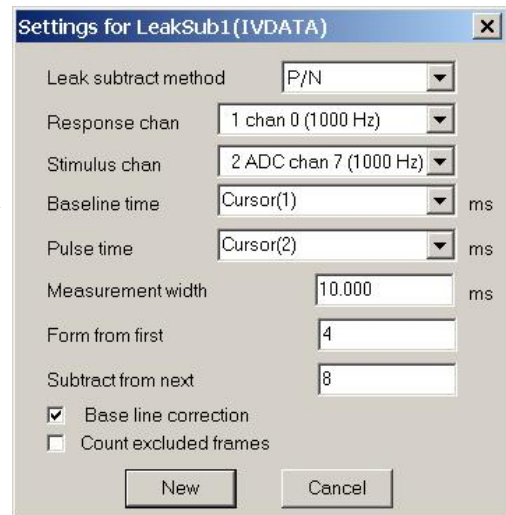 Settings for LeakSub1(IVDATA)
Leak subtract method P/N
Response chan 1 chan 0 (1000 Hz)
Stimulus chan 2 ADC chan 7 (1000 Hz)
Baseline time Cursor(1) ms
Pulse time Cursor(2) ms
Measurement width 10.000 ms
Form from first 4
Subtract from next 8
Base line correction
Count excluded frames
New Cancel